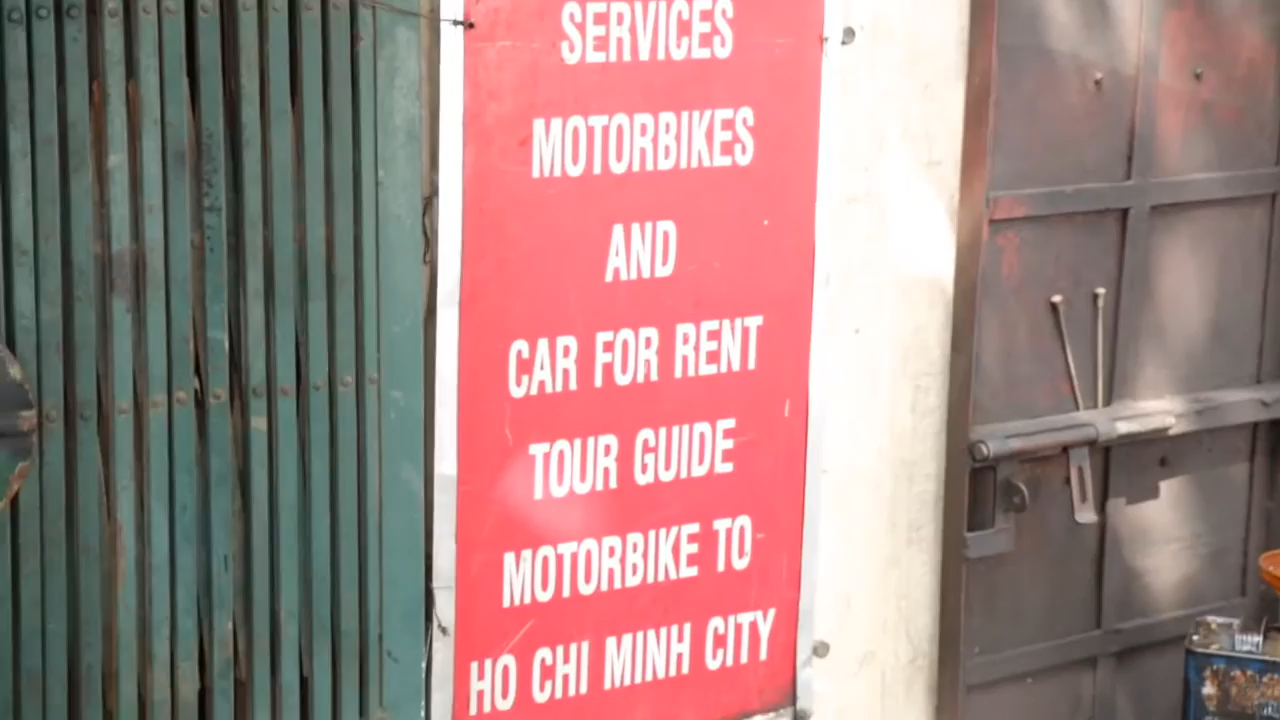 SERVICES
MOTORBIKES
AND
CAR FOR RENT
TOUR GUIDE
MOTORBIKE TO
HO CHI MINH CITY